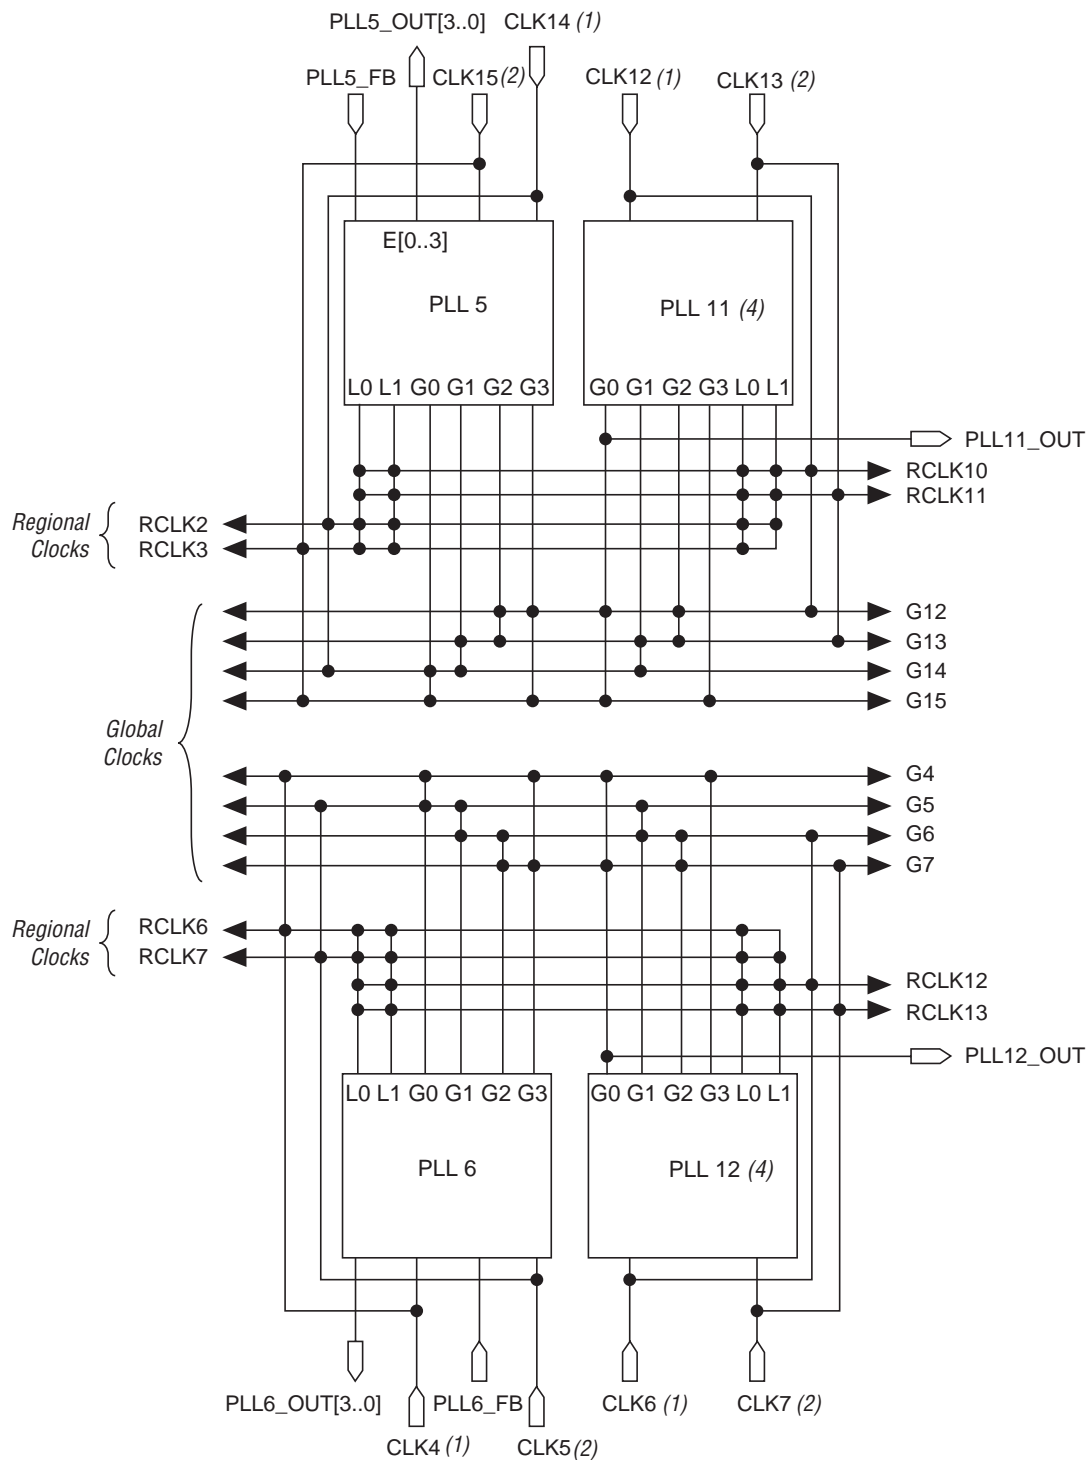 PLL5_OUT[3..0] CLK14 (1)
PLL5_FB CLK15 (2) CLK12 (1) CLK13 (2)
E[0..3]
PLL 5 PLL 11 (4)
L0 L1 G0 G1 G2 G3 G0 G1 G2 G3 L0 L1
PLL11_OUT
RCLK10
RCLK11
Regional
Clocks
RCLK2
RCLK3
G12
G13
G14
G15
Global
Clocks
G4
G5
G6
G7
Regional
Clocks
RCLK6
RCLK7
RCLK12
RCLK13
PLL12_OUT
L0 L1 G0 G1 G2 G3 G0 G1 G2 G3 L0 L1
PLL 6 PLL 12 (4)
PLL6_OUT[3..0] PLL6_FB CLK6 (1) CLK7 (2)
CLK4 (1) CLK5 (2)